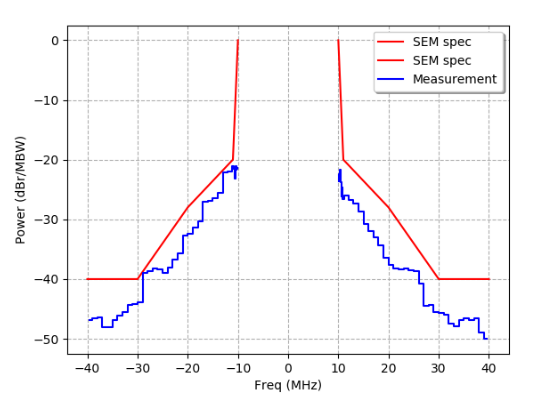 SEM spec
SEM spec
Measurement
0
−10
−20
−30
−40
−50
Power (dBr/MBW)
−40 −30 −20 −10 0 10 20 30 40
Freq (MHz)